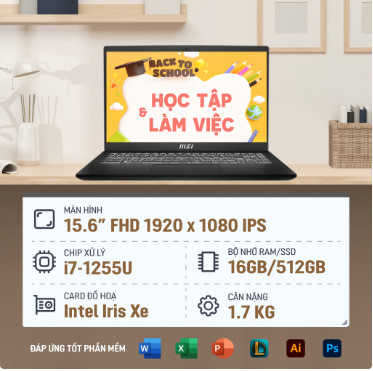 BACK TO
SCHOOL
HỌC TẬP
& LÀM VIỆC
msi
MÀN HÌNH
15.6” FHD 1920 x 1080 IPS
CHIP XỬ LÝ
i7-1255U
BỘ NHỚ RAM/SSD
16GB/512GB
CARD ĐỒ HOẠ
Intel Iris Xe
CÂN NẶNG
1.7 KG
ĐÁP ỨNG TỐT PHẦN MỀM
W X P L Ai Ps